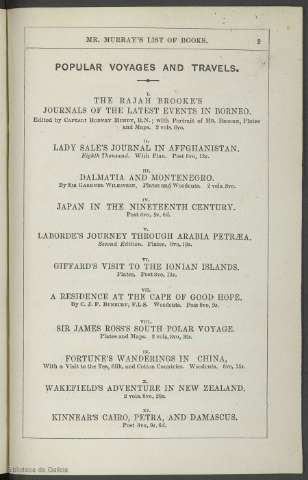 MR. MURRAY'S LIST OF BOOKS. 9
POPULAR VOYAGES AND TRAVELS.
I.
THE RAJAH BROOKE'S
JOURNALS OF THE LATEST EVENTS IN BORNEO.
Edited by CAPTAIN RODNEY MUNDY, R.N.; with Portrait of MR. BROOKE, Plates
and Maps. 2 vols. 8vo.
II.
LADY SALE'S JOURNAL IN AFFGHANISTAN.
Eighth Thousand. With Plan. Post 8vo, 12s.
III.
DALMATIA AND MONTENEGRO.
By SIR GARDNER WILKINSON. Plates and Woodcuts. 2 vols. 8vo.
IV.
JAPAN IN THE NINETEENTH CENTURY.
Post 8vo, 9s. 6d.
V.
LABORDE'S JOURNEY THROUGH ARABIA PETRÆA.
Second Edition. Plates. 8vo, 18s.
VI.
GIFFARD'S VISIT TO THE IONIAN ISLANDS.
Plates. Post 8vo, 12s.
VII.
A RESIDENCE AT THE CAPE OF GOOD HOPE.
By C. J. F. BUNBURY, F.L.S. Woodcuts. Post 8vo, 9s.
VIII.
SIR JAMES ROSS'S SOUTH POLAR VOYAGE.
Plates and Maps. 2 vols. 8vo, 36s.
IX.
FORTUNE'S WANDERINGS IN CHINA,
With a Visit to the Tea, Silk, and Cotton Countries. Woodcuts. 8vo, 15s.
X.
WAKEFIELD'S ADVENTURE IN NEW ZEALAND.
2 vols. 8vo, 28s.
XI.
KINNEAR'S CAIRO, PETRA, AND DAMASCUS.
Post 8vo, 9s. 6d.
Biblioteca de Galicia